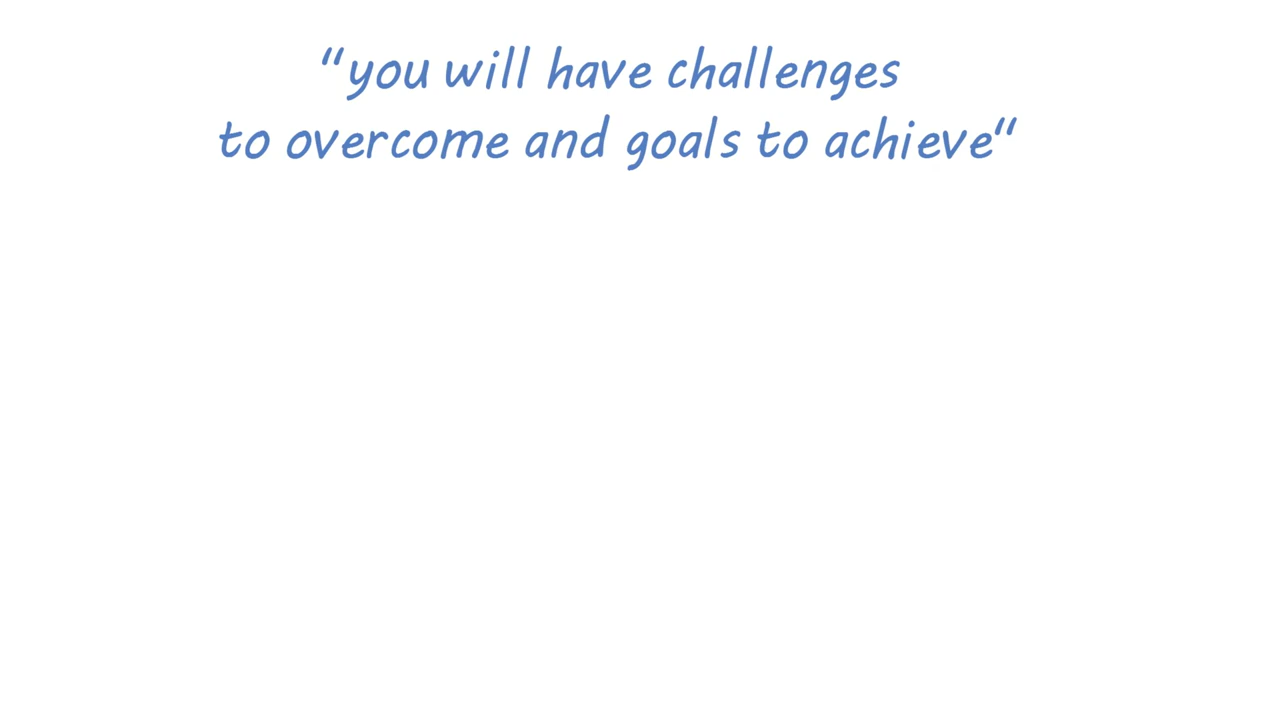 “you will have challenges
to overcome and goals to achieve“